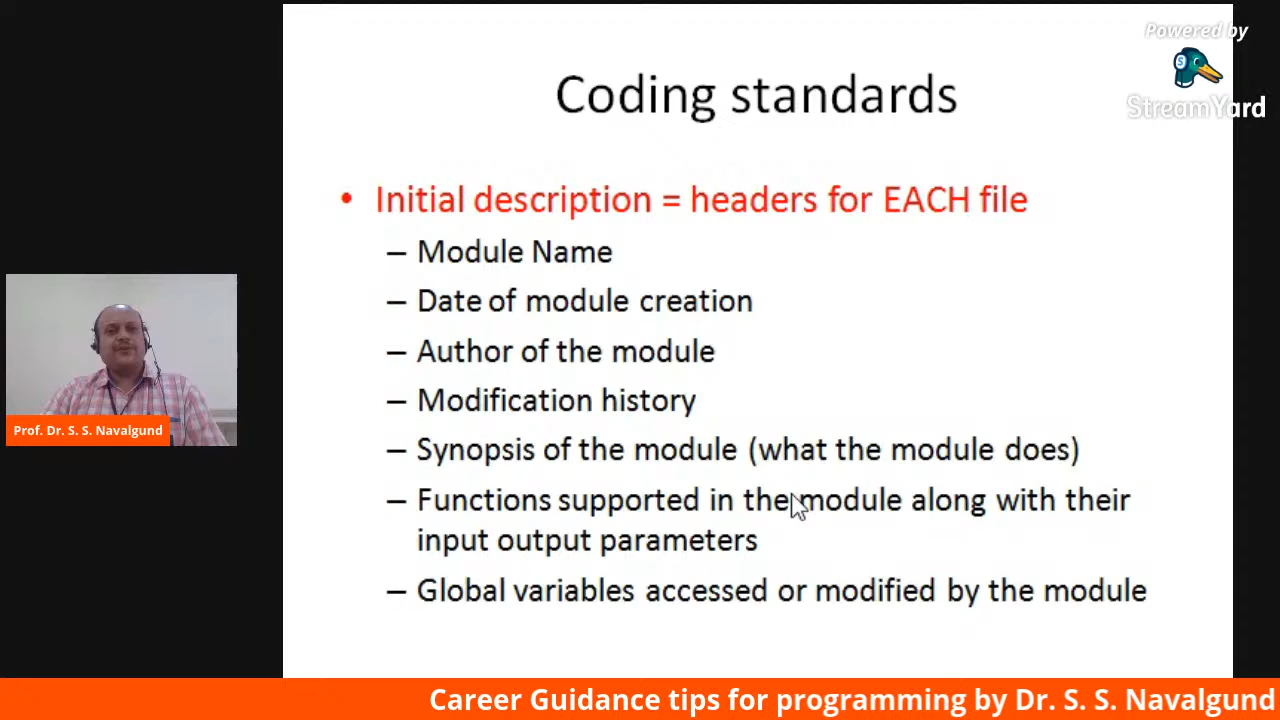 Powered by
StreamYard
Coding standards
• Initial description = headers for EACH file
– Module Name
– Date of module creation
– Author of the module
– Modification history
– Synopsis of the module (what the module does)
– Functions supported in the module along with their
input output parameters
– Global variables accessed or modified by the module
Prof. Dr. S. S. Navalgund
Career Guidance tips for programming by Dr. S. S. Navalgund